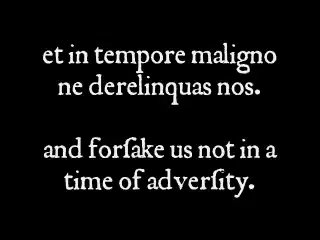 et in tempore maligno
ne derelinquas nos.
and forſake us not in a
time of adverſity.